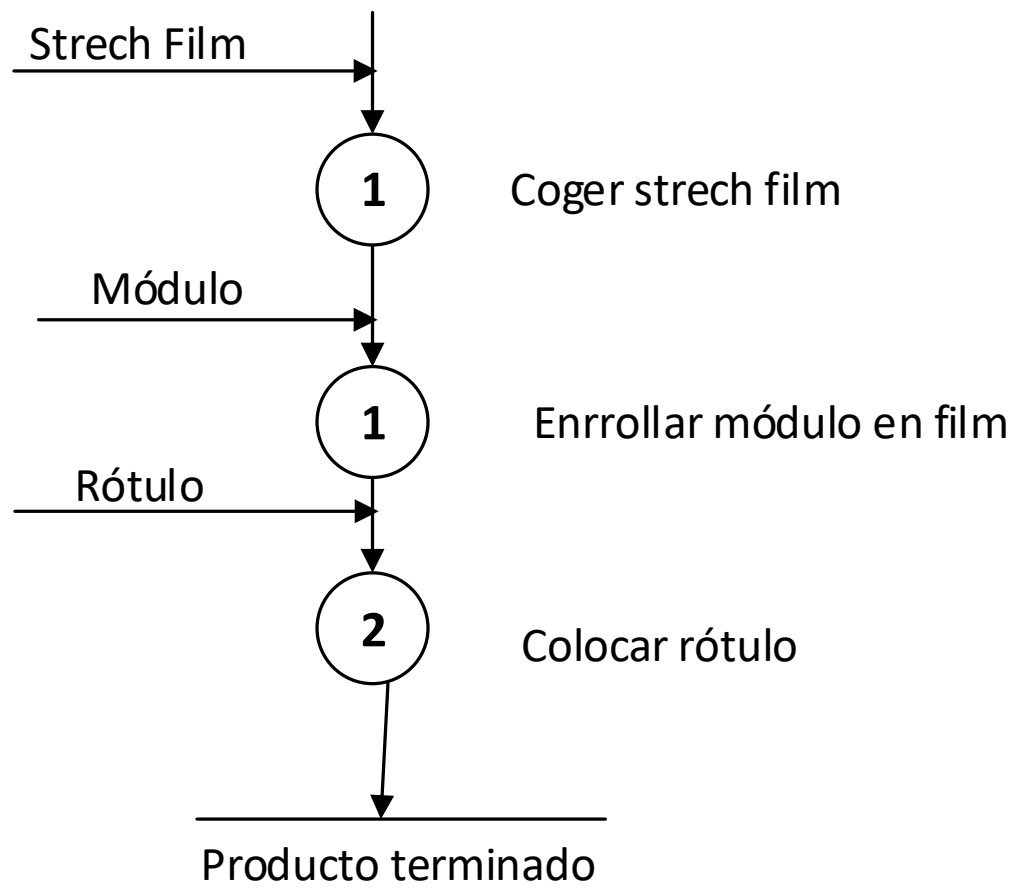 Strech Film
1
Coger strech film
Módulo
1
Enrrollar módulo en film
Rótulo
2
Colocar rótulo
Producto terminado